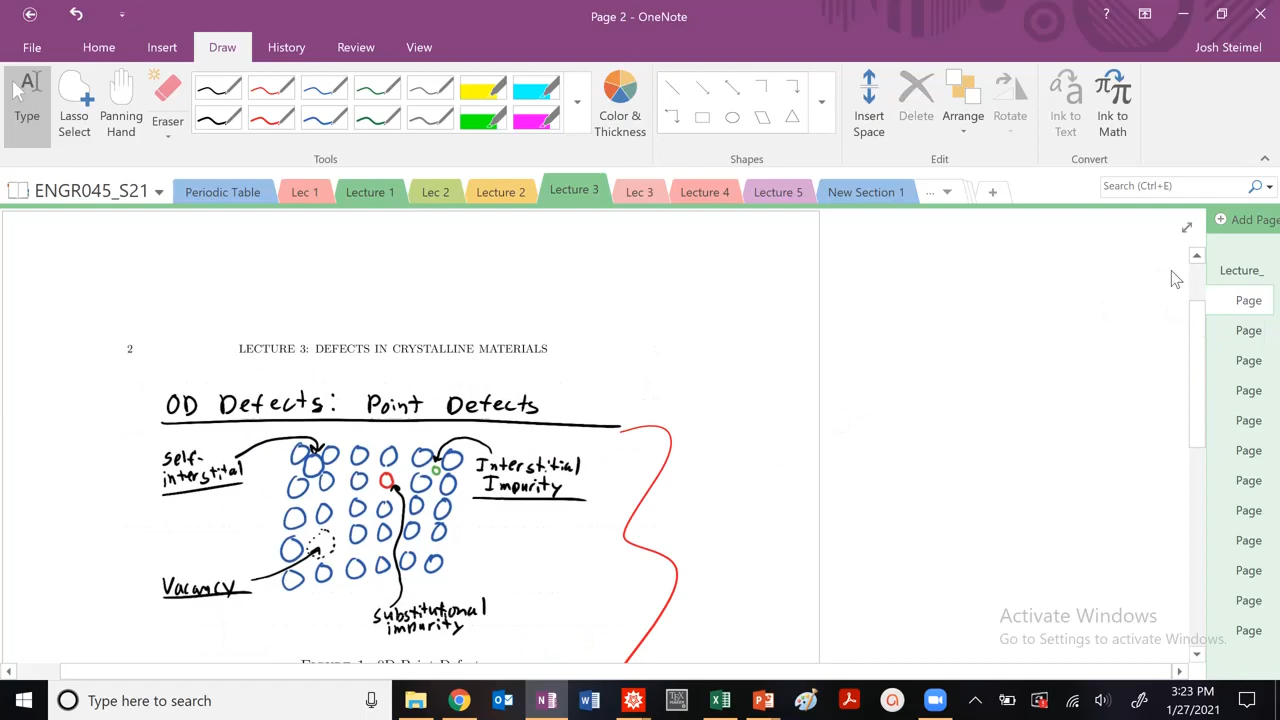 Page 2 - OneNote
?
File
Home
Insert
Draw
History
Review
View
Josh Steimel
Type
Lasso
Select
Panning
Hand
Eraser
Color &
Thickness
Insert
Space
Delete
Arrange
Rotate
Ink to
Text
Ink to
Math
Tools
Shapes
Edit
Convert
ENGR045_S21
Periodic Table
Lec 1
Lecture 1
Lec 2
Lecture 2
Lecture 3
Lec 3
Lecture 4
Lecture 5
New Section 1
...
Search (Ctrl+E)
Add Page
Lecture_
Page
Page
Page
Page
Page
Page
Page
Page
Page
Page
Page
Page
2 LECTURE 3: DEFECTS IN CRYSTALLINE MATERIALS
OD Defects: Point Defects
Self-
interstital
Interstitial
Impurity
Vacancy
substitutional
impurity
Activate Windows
Go to Settings to activate Windows.
Type here to search
3:23 PM
1/27/2021